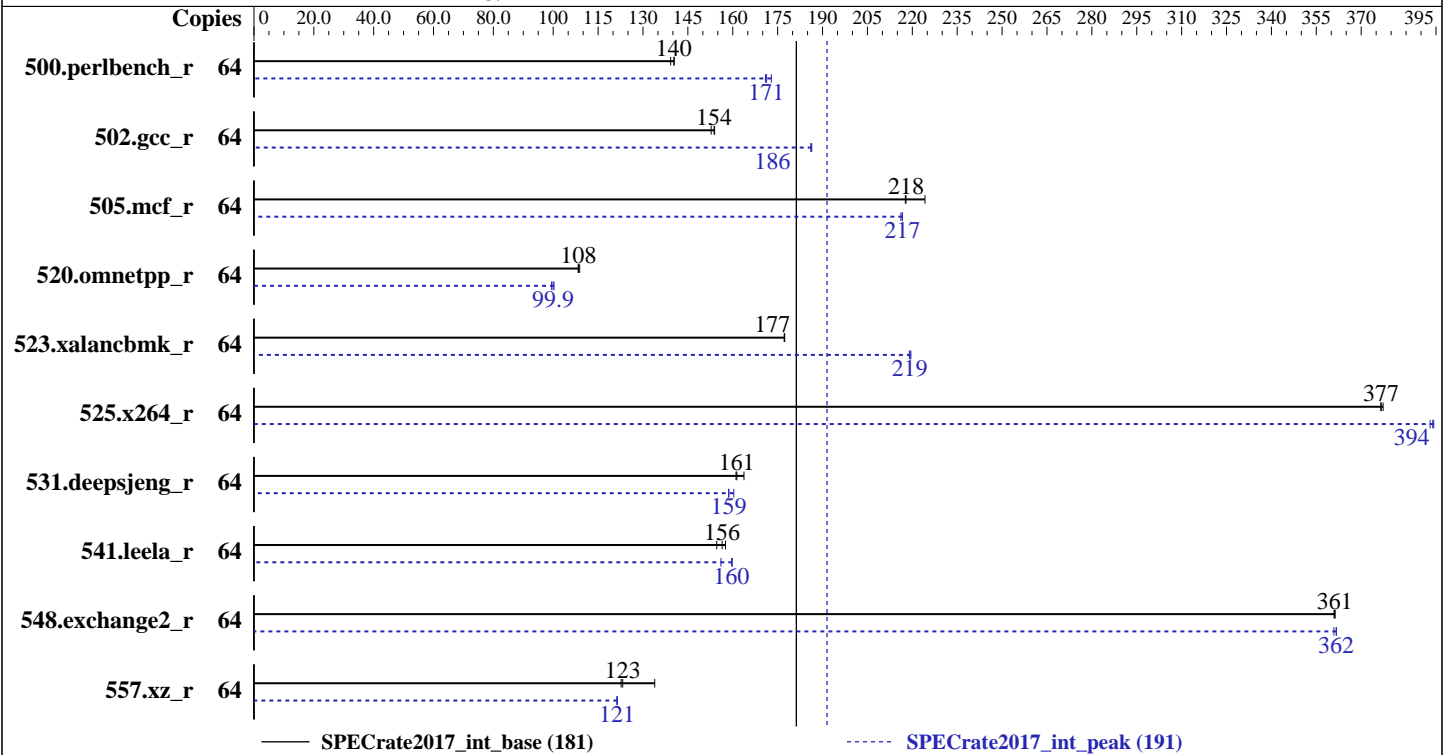 Copies 0 20.0 40.0 60.0 80.0 100 115 130 145 160 175 190 205 220 235 250 265 280 295 310 325 340 355 370 395
140
500.perlbench_r 64
171
154
502.gcc_r 64
186
218
505.mcf_r 64
217
108
520.omnetpp_r 64
99.9
177
523.xalancbmk_r 64
219
377
525.x264_r 64
394
161
531.deepsjeng_r 64
159
156
541.leela_r 64
160
361
548.exchange2_r 64
362
123
557.xz_r 64
121
SPECrate2017_int_base (181) SPECrate2017_int_peak (191)